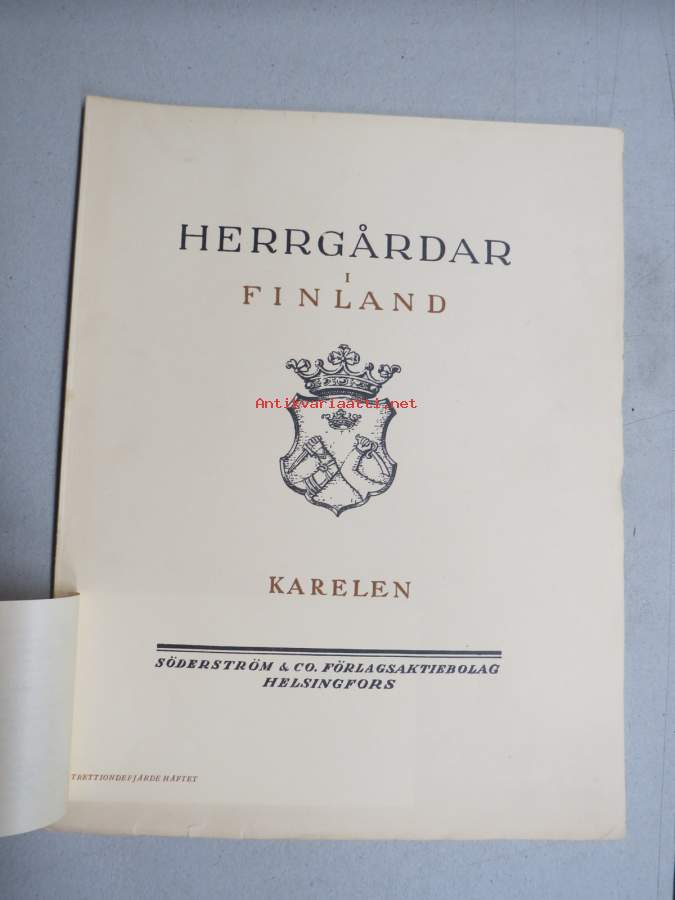 HERRGÅRDAR
I
FINLAND
Antikvariaatti.net
KARELEN
SÖDERSTRÖM & CO. FÖRLAGSAKTIEBOLAG
HELSINGFORS
TRETTIONDEFJÄRDE HÄFTET